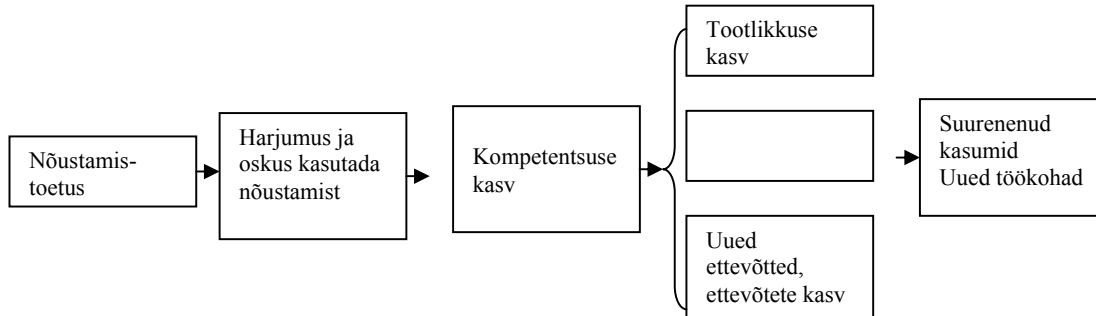 Nõustamis-
toetus
Harjumus ja
oskus kasutada
nõustamist
Kompetentsuse
kasv
Tootlikkuse
kasv
Uued
ettevõtted,
ettevõtete kasv
Suurenenud
kasumid
Uued töökohad